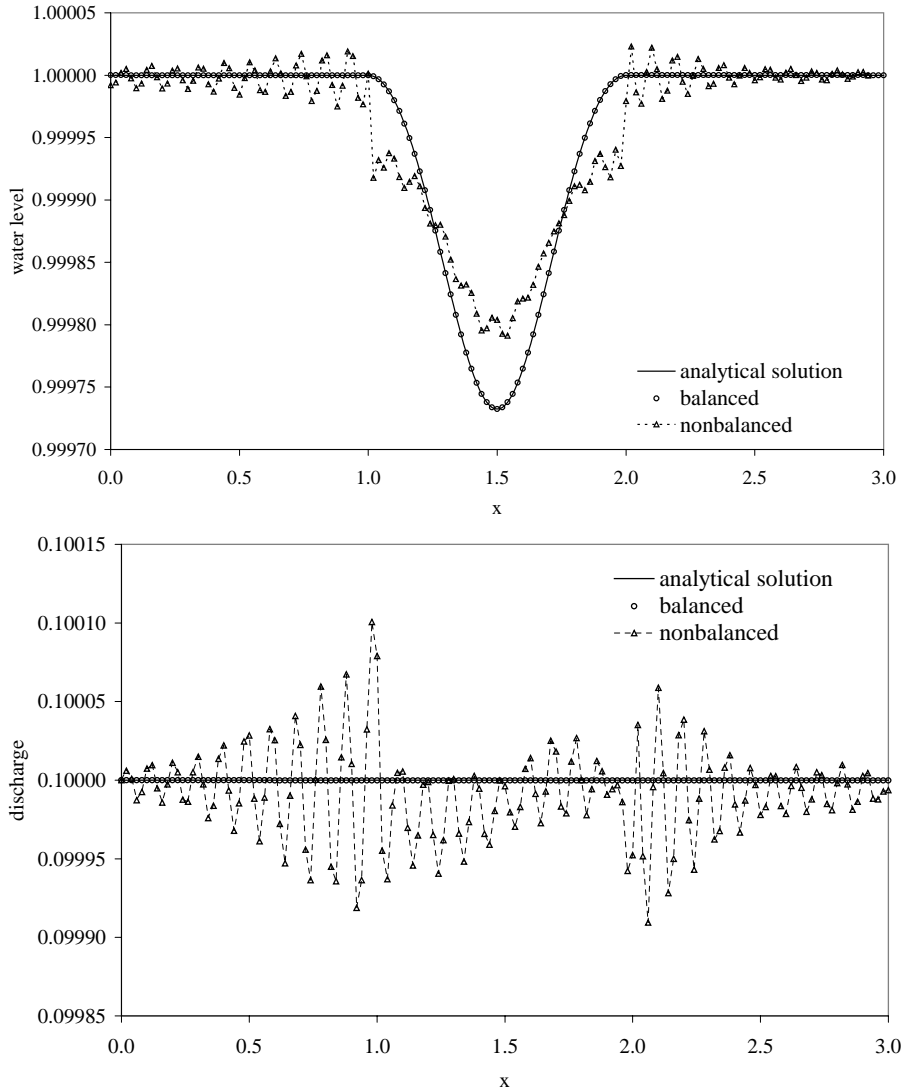 1.00005
1.00000
0.99995
0.99990
0.99985
0.99980
0.99975
0.99970
water level
analytical solution
balanced
nonbalanced
0.0 0.5 1.0 1.5 2.0 2.5 3.0
x
0.10015
0.10010
0.10005
0.10000
0.09995
0.09990
0.09985
discharge
analytical solution
balanced
nonbalanced
0.0 0.5 1.0 1.5 2.0 2.5 3.0
x